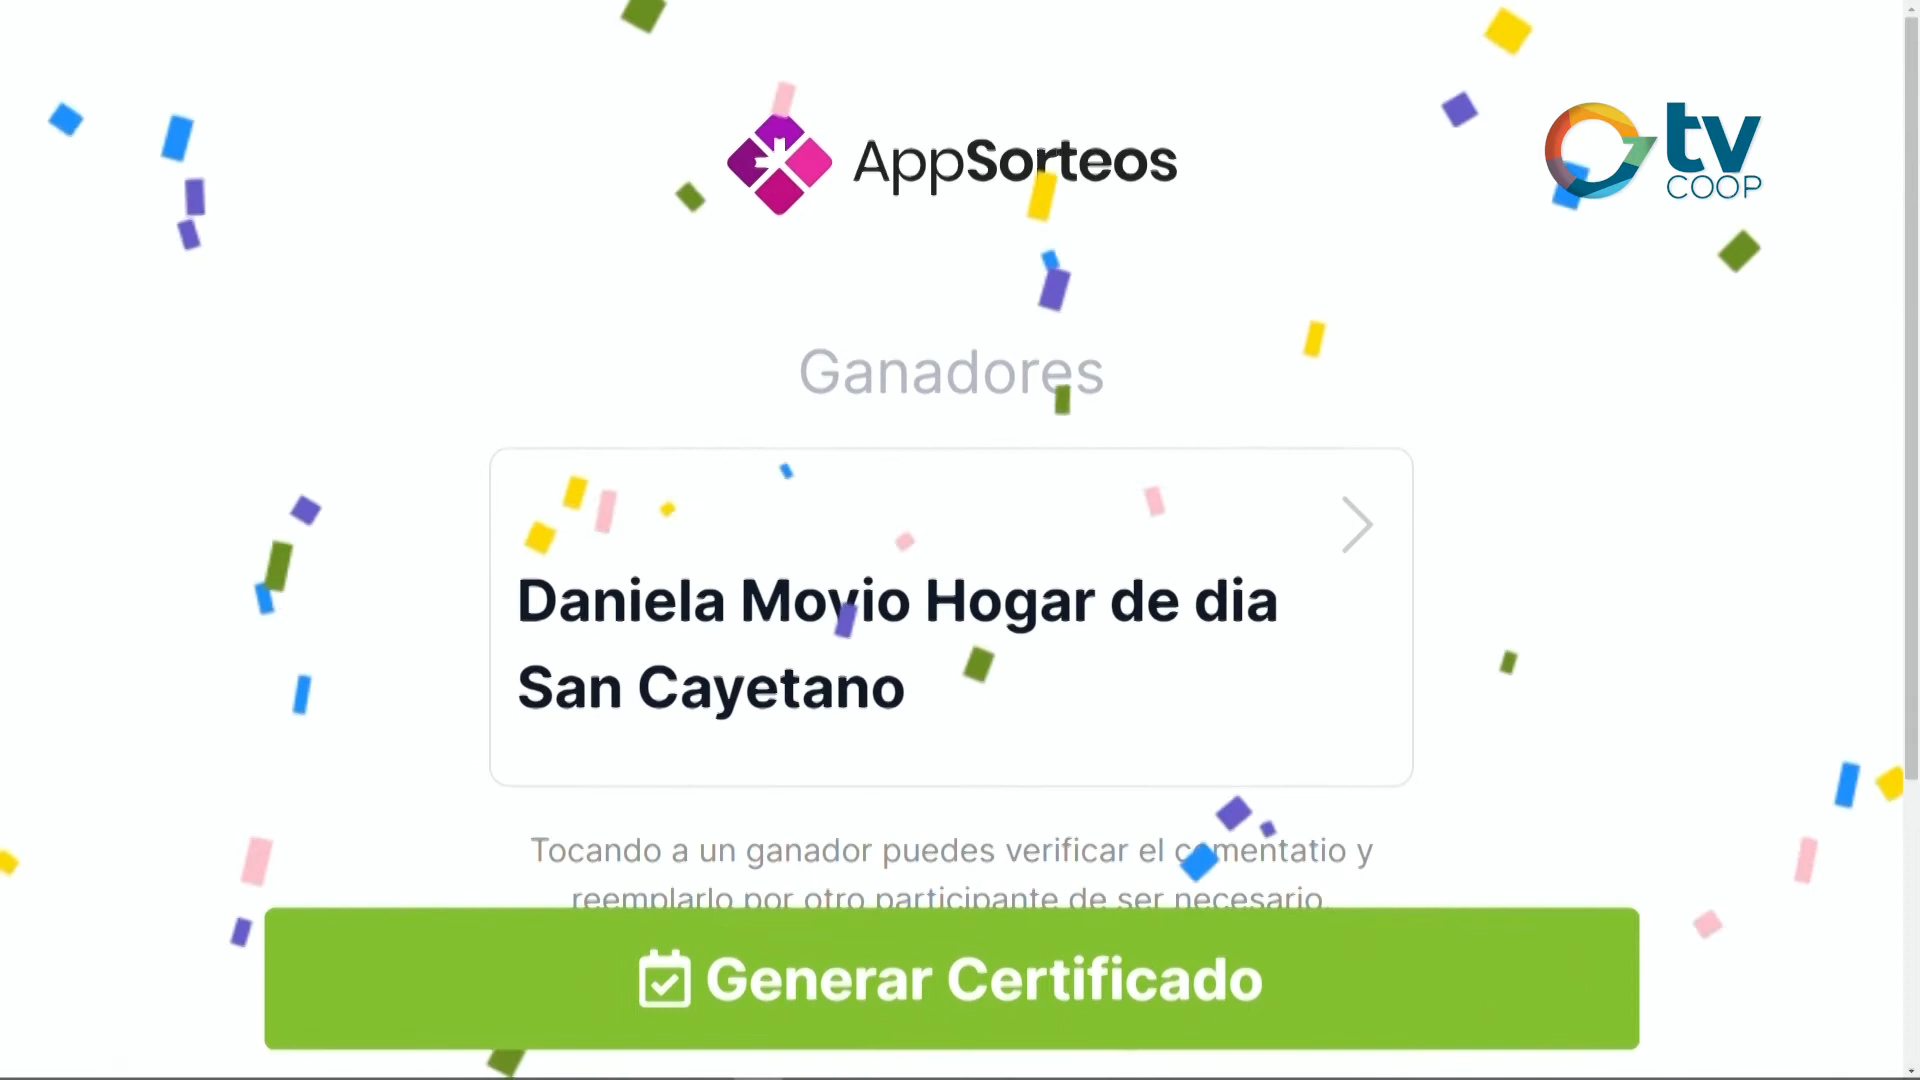 AppSorteos
tv
COOP
Ganadores
Daniela Movio Hogar de dia
San Cayetano
Tocando a un ganador puedes verificar el comentatio y
reemplarlo por otro participante de ser necesario.
Generar Certificado